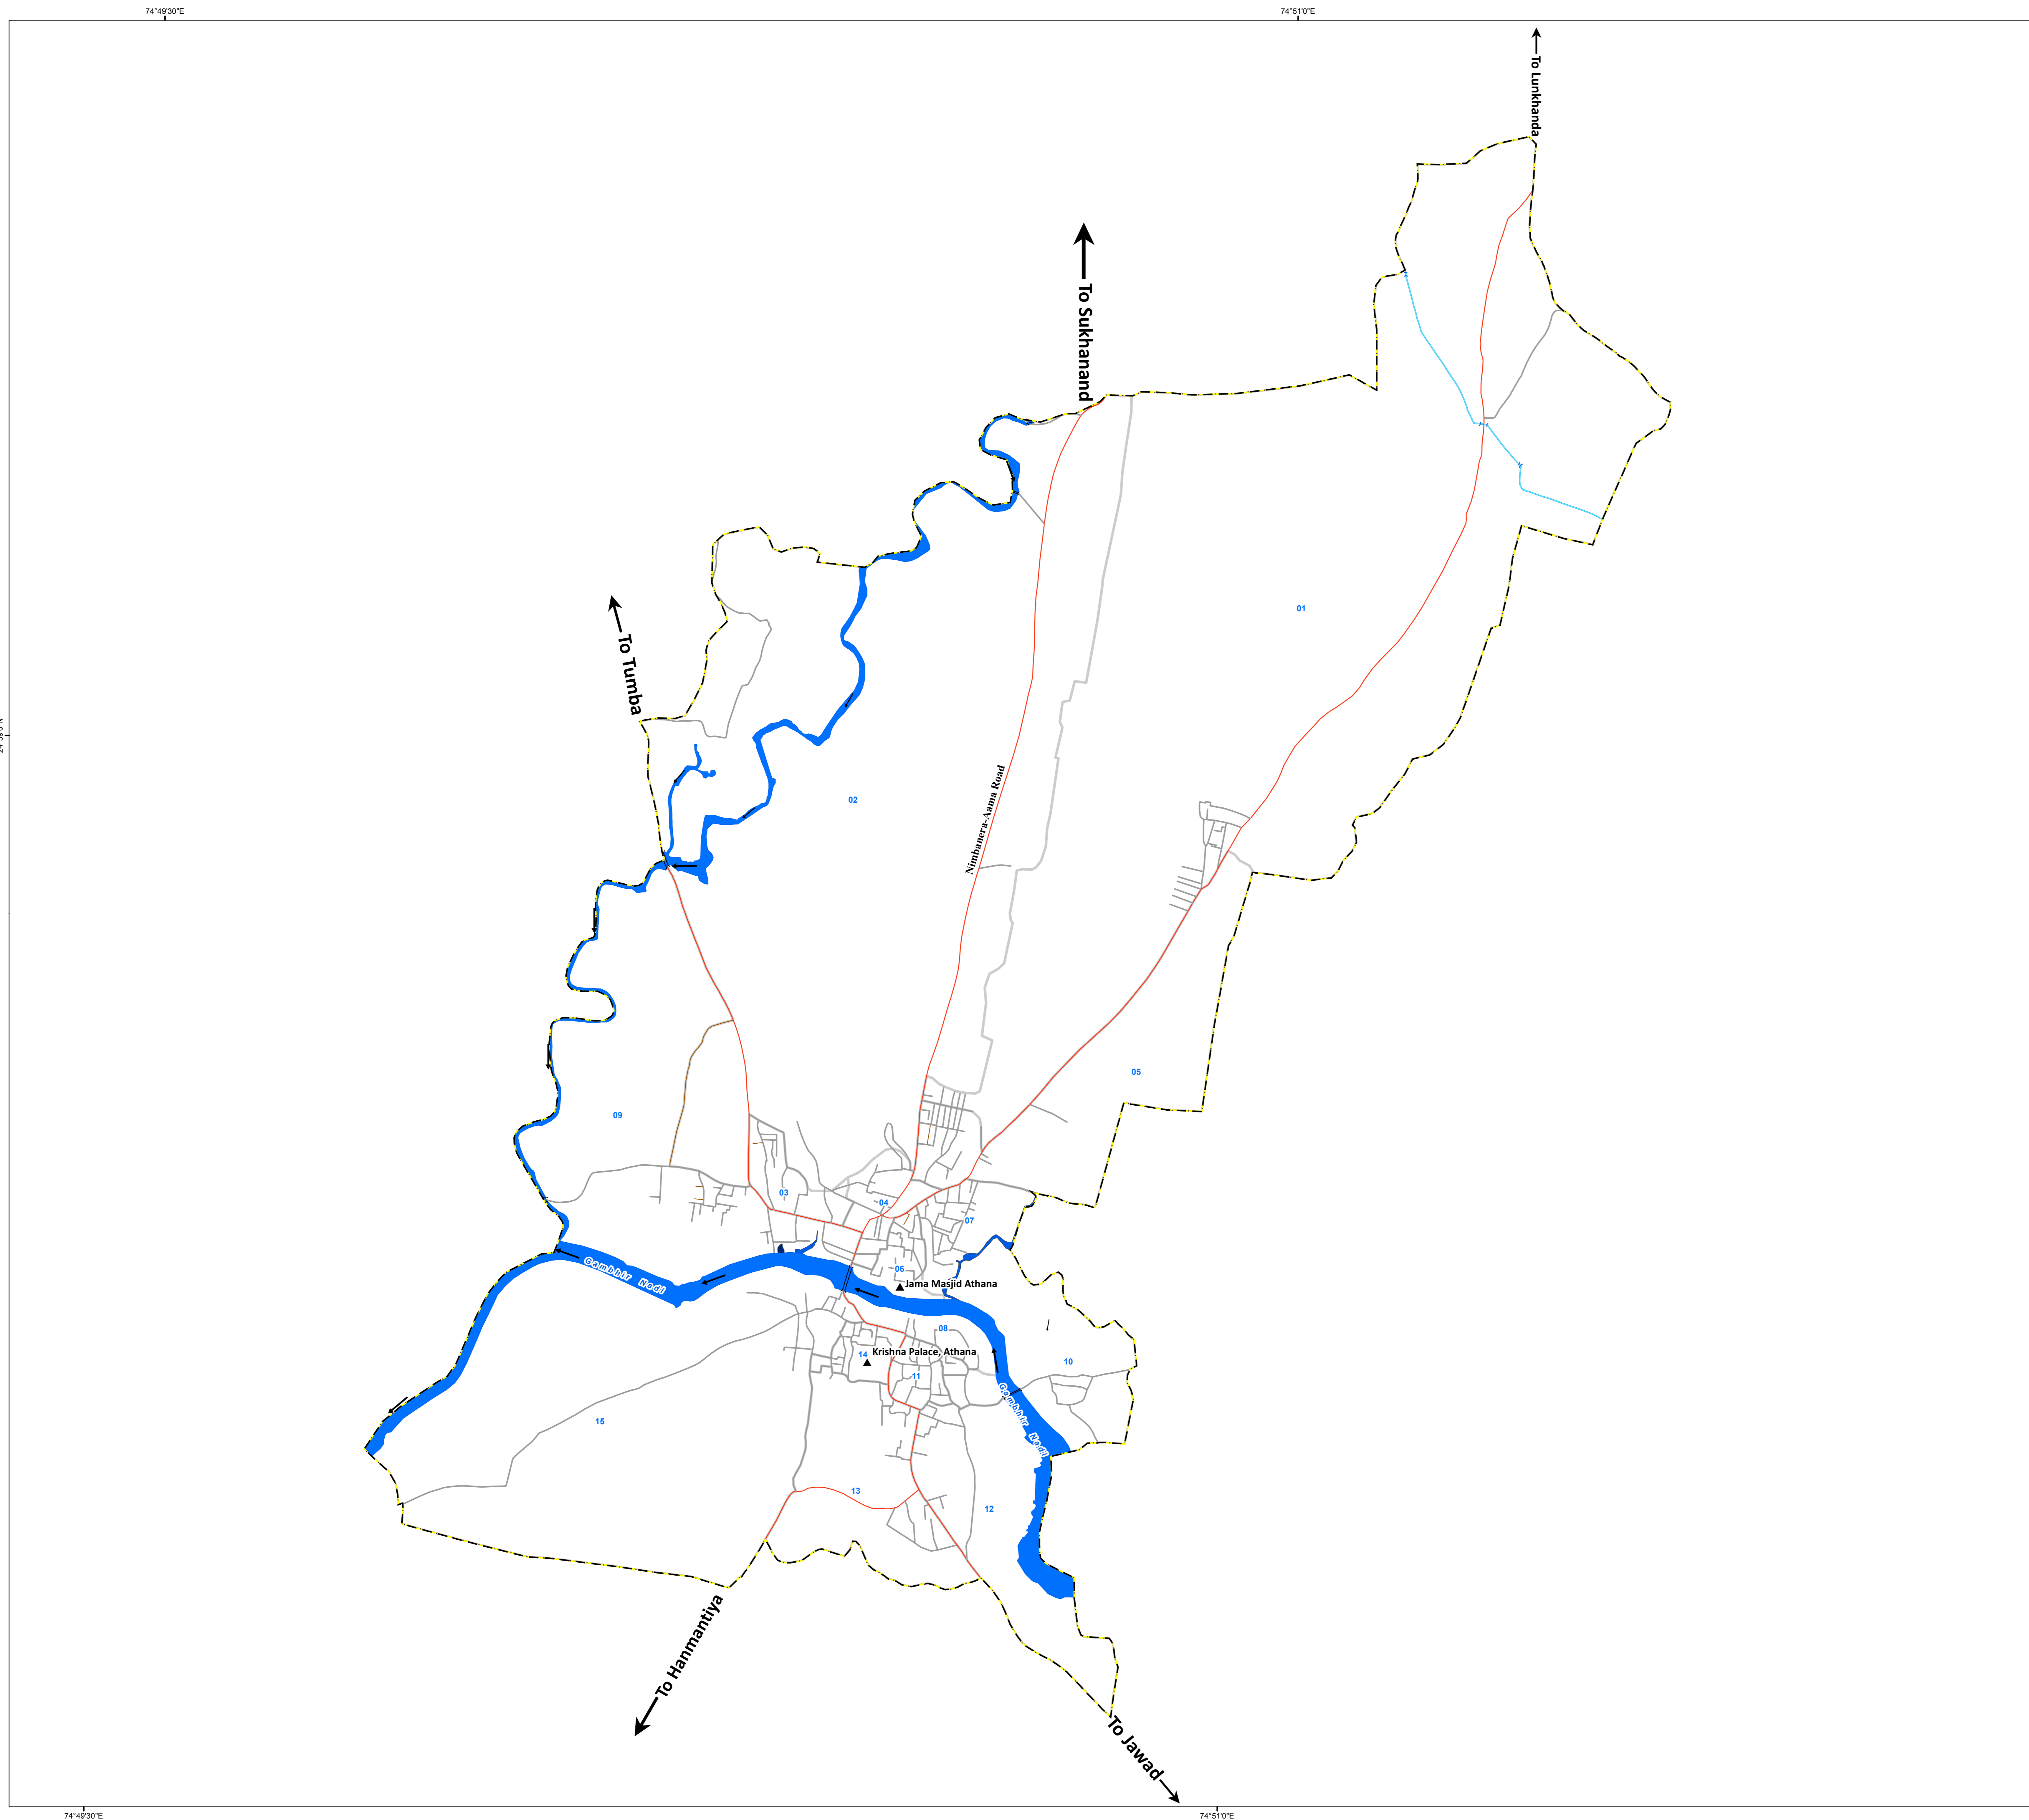 74°49'30"E
74°51'0"E
To Lunkhanda
To Sukhanand
01
To Tumba
02
Nimbanera-Aama Road
05
09
03
04
07
06
Gambhir Nadi
Jama Masjid Athana
08
Krishna Palace, Athana
14
10
11
Gambhir Nadi
15
13
12
To Hanmantiya
To Jawad
74°49'30"E
74°51'0"E